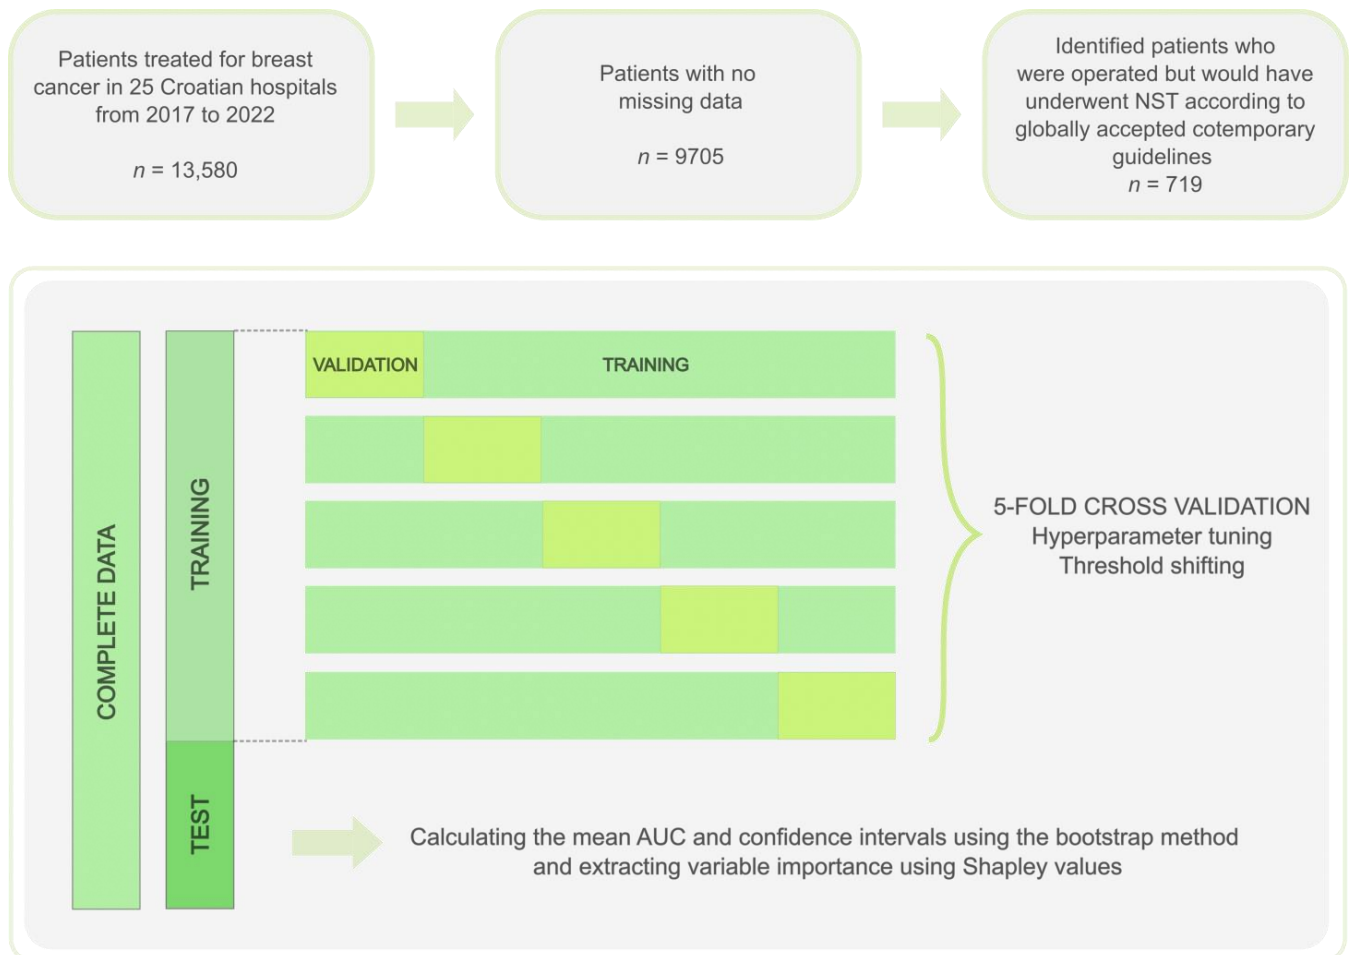 Patients treated for breast
cancer in 25 Croatian hospitals
from 2017 to 2022
n = 13,580
Patients with no
missing data
n = 9705
Identified patients who
were operated but would have
underwent NST according to
globally accepted cotemporary
guidelines
n = 719
COMPLETE DATA
TRAINING
TEST
VALIDATION
TRAINING
5-FOLD CROSS VALIDATION
Hyperparameter tuning
Threshold shifting
Calculating the mean AUC and confidence intervals using the bootstrap method
and extracting variable importance using Shapley values